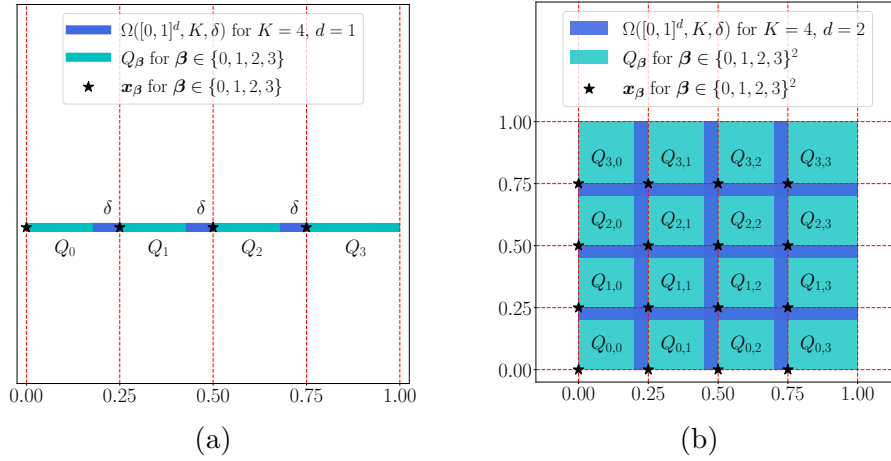 Ω([0, 1]^d, K, δ) for K = 4, d = 1
Q_β for β ∈ {0, 1, 2, 3}
x_β for β ∈ {0, 1, 2, 3}
δ δ δ
Q_0 Q_1 Q_2 Q_3
0.00 0.25 0.50 0.75 1.00
(a)
Ω([0, 1]^d, K, δ) for K = 4, d = 2
Q_β for β ∈ {0, 1, 2, 3}^2
x_β for β ∈ {0, 1, 2, 3}^2
1.00
Q_{3,0} Q_{3,1} Q_{3,2} Q_{3,3}
0.75
Q_{2,0} Q_{2,1} Q_{2,2} Q_{2,3}
0.50
Q_{1,0} Q_{1,1} Q_{1,2} Q_{1,3}
0.25
Q_{0,0} Q_{0,1} Q_{0,2} Q_{0,3}
0.00
0.00 0.25 0.50 0.75 1.00
(b)